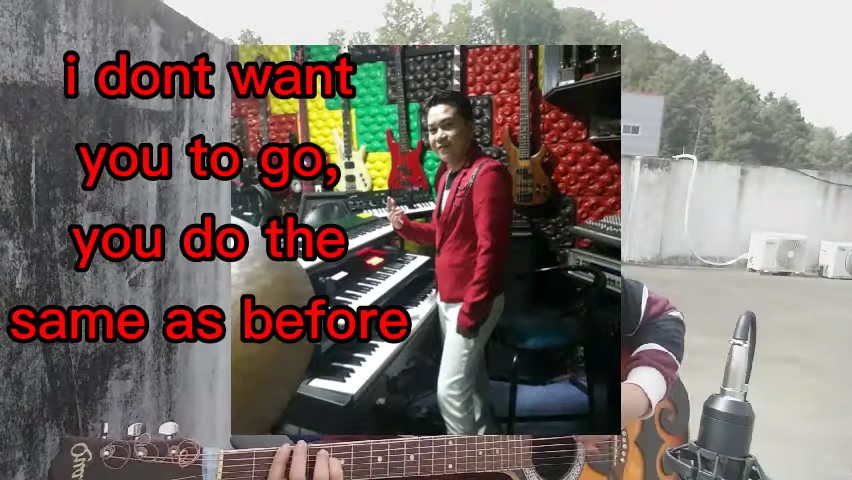 i dont want
you to go,
you do the
same as before